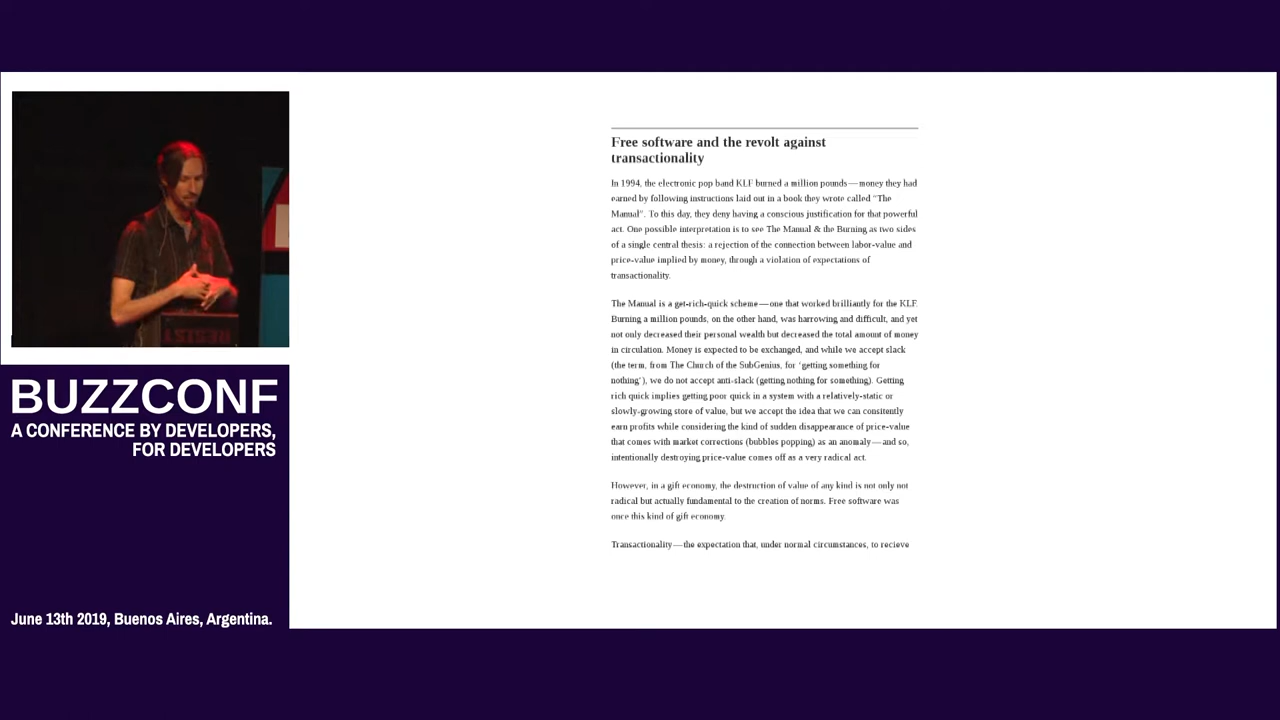 BUZZCONF
A CONFERENCE BY DEVELOPERS,
FOR DEVELOPERS
June 13th 2019, Buenos Aires, Argentina.
Free software and the revolt against
transactionality
In 1994, the electronic pop band KLF burned a million pounds—money they had
earned by following instructions laid out in a book they wrote called "The
Manual". To this day, they deny having a conscious justification for that powerful
act. One possible interpretation is to see The Manual & the Burning as two sides
of a single central thesis: a rejection of the connection between labor-value and
price-value implied by money, through a violation of expectations of
transactionality.
The Manual is a get-rich-quick scheme—one that worked brilliantly for the KLF.
Burning a million pounds, on the other hand, was harrowing and difficult, and yet
not only decreased their personal wealth but decreased the total amount of money
in circulation. Money is expected to be exchanged, and while we accept slack
(the term, from The Church of the SubGenius, for ‘getting something for
nothing’), we do not accept anti-slack (getting nothing for something). Getting
rich quick implies getting poor quick in a system with a relatively-static or
slowly-growing store of value, but we accept the idea that we can consitently
earn profits while considering the kind of sudden disappearance of price-value
that comes with market corrections (bubbles popping) as an anomaly—and so,
intentionally destroying price-value comes off as a very radical act.
However, in a gift economy, the destruction of value of any kind is not only not
radical but actually fundamental to the creation of norms. Free software was
once this kind of gift economy.
Transactionality—the expectation that, under normal circumstances, to recieve